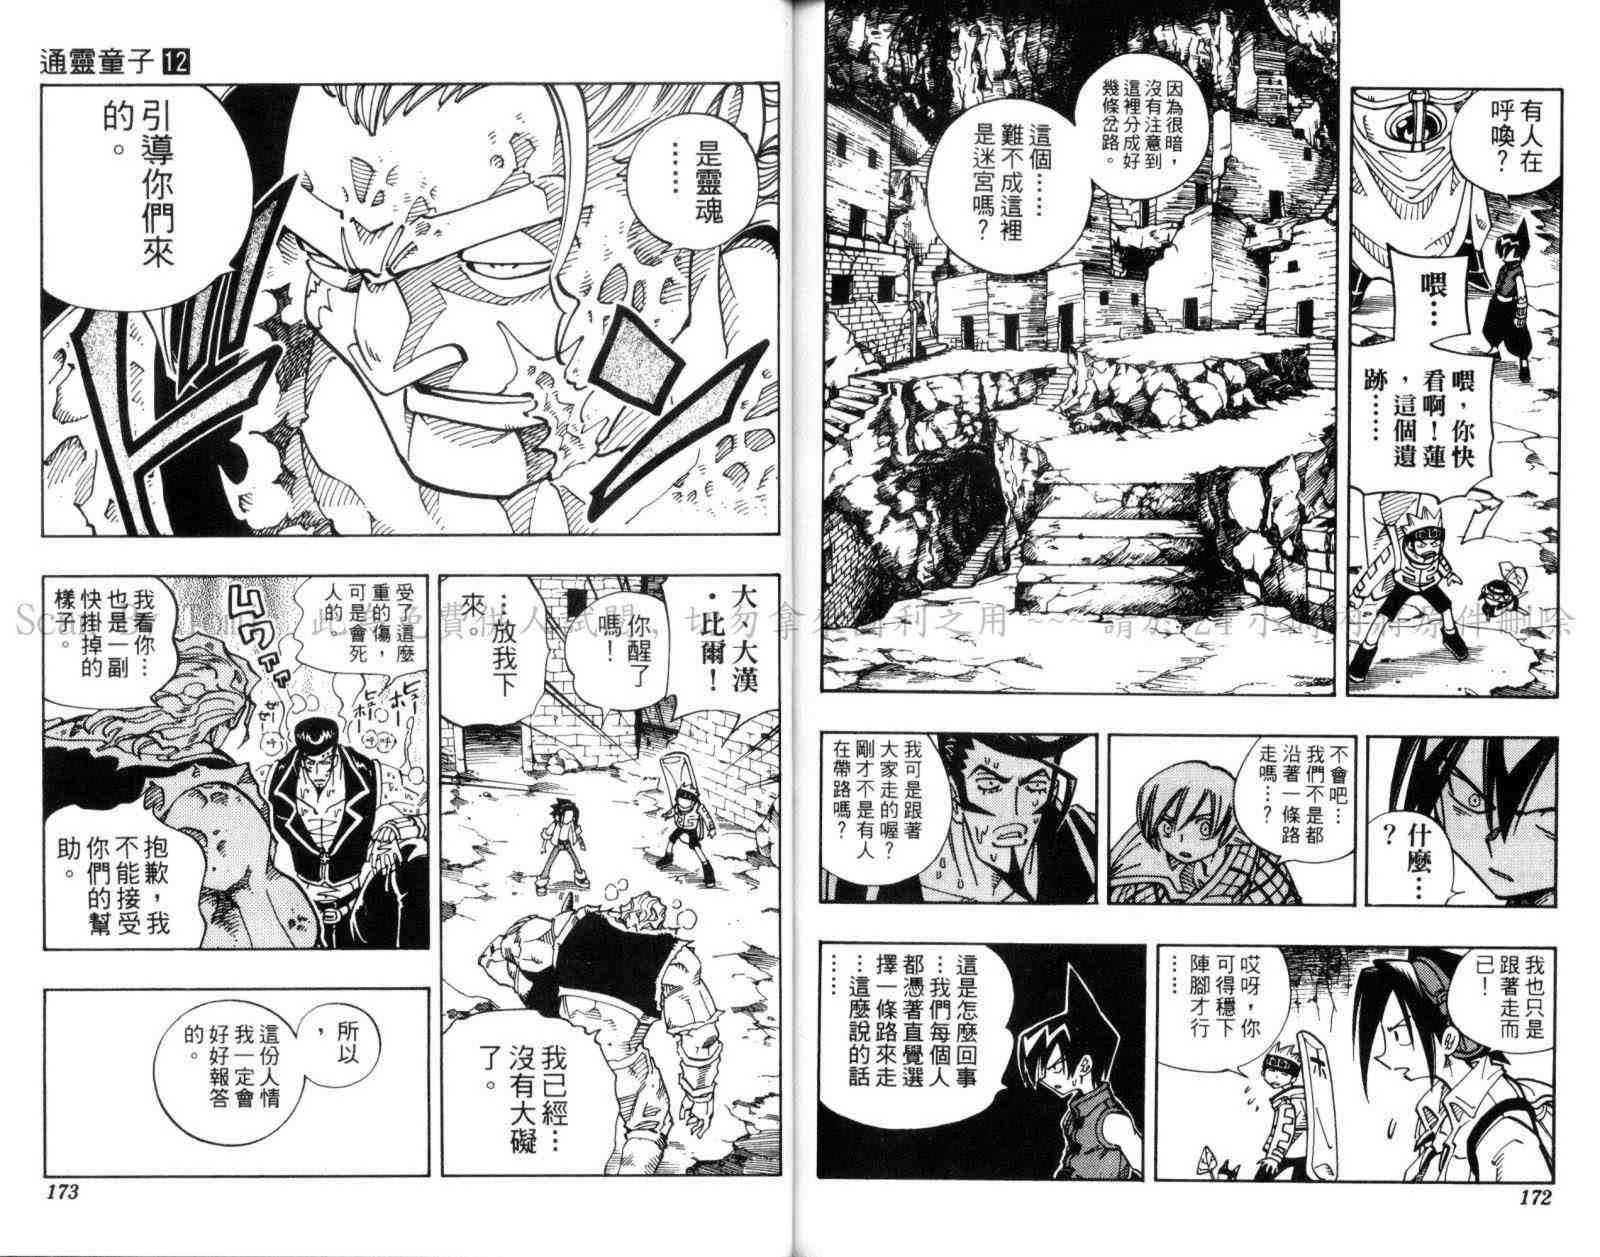 有人在
呼喚？
喂…
喂，你快
看啊！蓮
，這個遺
跡……
因為很暗，
沒有注意到
這裡分成好
幾條岔路。
這個……
難不成這裡
是迷宮嗎？
什麼…
？
不會吧…
我們不是都
沿著一條路
走嗎…？
我可是跟著
大家走的喔？
剛才不是有人
在帶路嗎？
我也只是
跟著走而
已！
哎呀，你
可得穩下
陣腳才行
這是怎麼回事
…我們每個人
都憑著直覺選
擇一條路來走
…這麼說的話
……
172
通靈童子12
是靈魂
……
引導你們來
的。
大、大漢
・比爾！
你醒了
嗎！
…放我下
來。
我已經…
沒有大礙
了。
受了這麼
重的傷，
可是會死
人的。
我看你…
也是一副
快掛掉的
樣子。
呼
呼
抱歉，我
不能接受
你們的幫
助。
所以
，
這份人情
我一定會
好好報答
的。
173